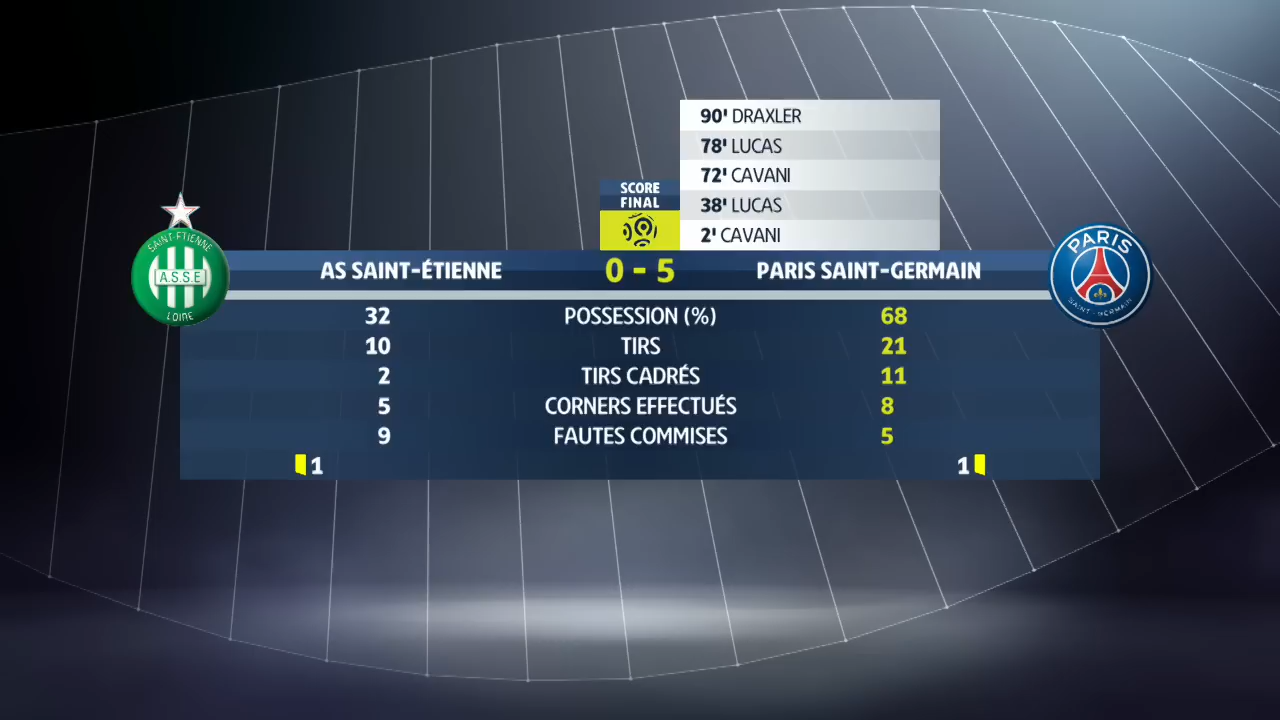 90' DRAXLER
78' LUCAS
72' CAVANI
38' LUCAS
2' CAVANI
SCORE
FINAL
SAINT-ETIENNE
A.S.S.E
LOIRE
AS SAINT-ÉTIENNE 0 - 5 PARIS SAINT-GERMAIN
PARIS
SAINT-GERMAIN
32 POSSESSION (%) 68
10 TIRS 21
2 TIRS CADRÉS 11
5 CORNERS EFFECTUÉS 8
9 FAUTES COMMISES 5
1 1